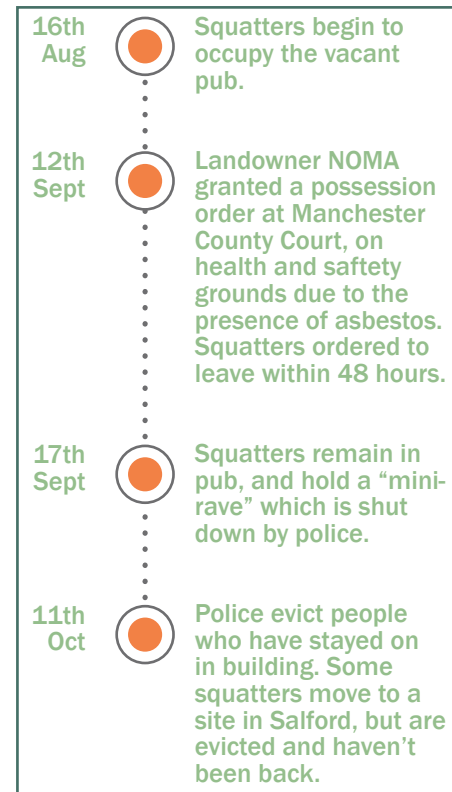 16th
Aug
Squatters begin to
occupy the vacant
pub.
12th
Sept
Landowner NOMA
granted a possession
order at Manchester
County Court, on
health and saftety
grounds due to the
presence of asbestos.
Squatters ordered to
leave within 48 hours.
17th
Sept
Squatters remain in
pub, and hold a “mini-
rave” which is shut
down by police.
11th
Oct
Police evict people
who have stayed on
in building. Some
squatters move to a
site in Salford, but are
evicted and haven’t
been back.